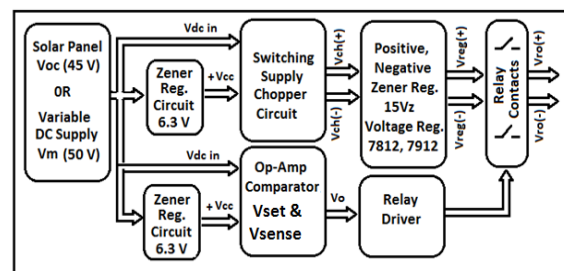 Solar Panel
Voc (45 V)
OR
Variable
DC Supply
Vm (50 V)
Vdc in
Zener
Reg.
Circuit
6.3 V
+Vcc
Switching
Supply
Chopper
Circuit
Vch(+)
Vch(-)
Positive,
Negative
Zener Reg.
15Vz
Voltage Reg.
7812, 7912
Vreg(+)
Vreg(-)
Relay
Contacts
Vro(+)
Vro(-)
Vdc in
Zener
Reg.
Circuit
6.3 V
+Vcc
Op-Amp
Comparator
Vset &
Vsense
Vo
Relay
Driver